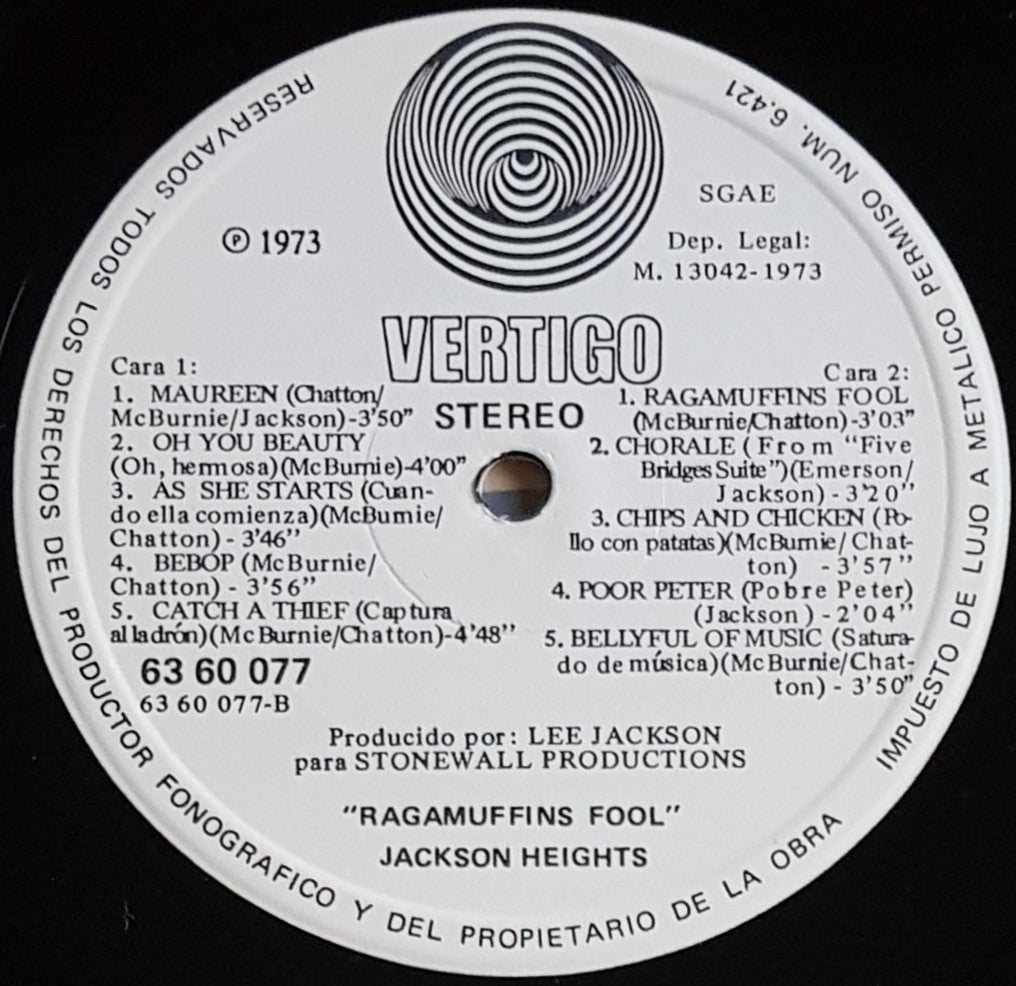 RESERVADOS TODOS LOS DERECHOS DEL PRODUCTOR FONOGRAFICO Y DEL PROPIETARIO DE LA OBRA
IMPUESTO DE LUJO A METALICO PERMISO NUM. 6.421
SGAE
Ⓟ 1973
Dep. Legal:
M. 13042-1973
VERTIGO
STEREO
Cara 1:
1. MAUREEN (Chatton/
McBurnie/Jackson)-3'50"
2. OH YOU BEAUTY
(Oh, hermosa)(McBurnie)-4'00"
3. AS SHE STARTS (Cuan-
do ella comienza)(McBurnie/
Chatton) - 3'46"
4. BEBOP (McBurnie/
Chatton) - 3'56"
5. CATCH A THIEF (Captura
al ladrón)(McBurnie/Chatton)-4'48"
63 60 077
63 60 077-B
Cara 2:
1. RAGAMUFFINS FOOL
(McBurnie/Chatton)-3'03"
2. CHORALE (From "Five
Bridges Suite")(Emerson/
Jackson) - 3'20"
3. CHIPS AND CHICKEN (Po-
llo con patatas)(McBurnie/Chat-
ton) - 3'57"
4. POOR PETER (Pobre Peter)
(Jackson) - 2'04"
5. BELLYFUL OF MUSIC (Satura-
do de música)(McBurnie/Chat-
ton) - 3'50"
Producido por: LEE JACKSON
para STONEWALL PRODUCTIONS
"RAGAMUFFINS FOOL"
JACKSON HEIGHTS